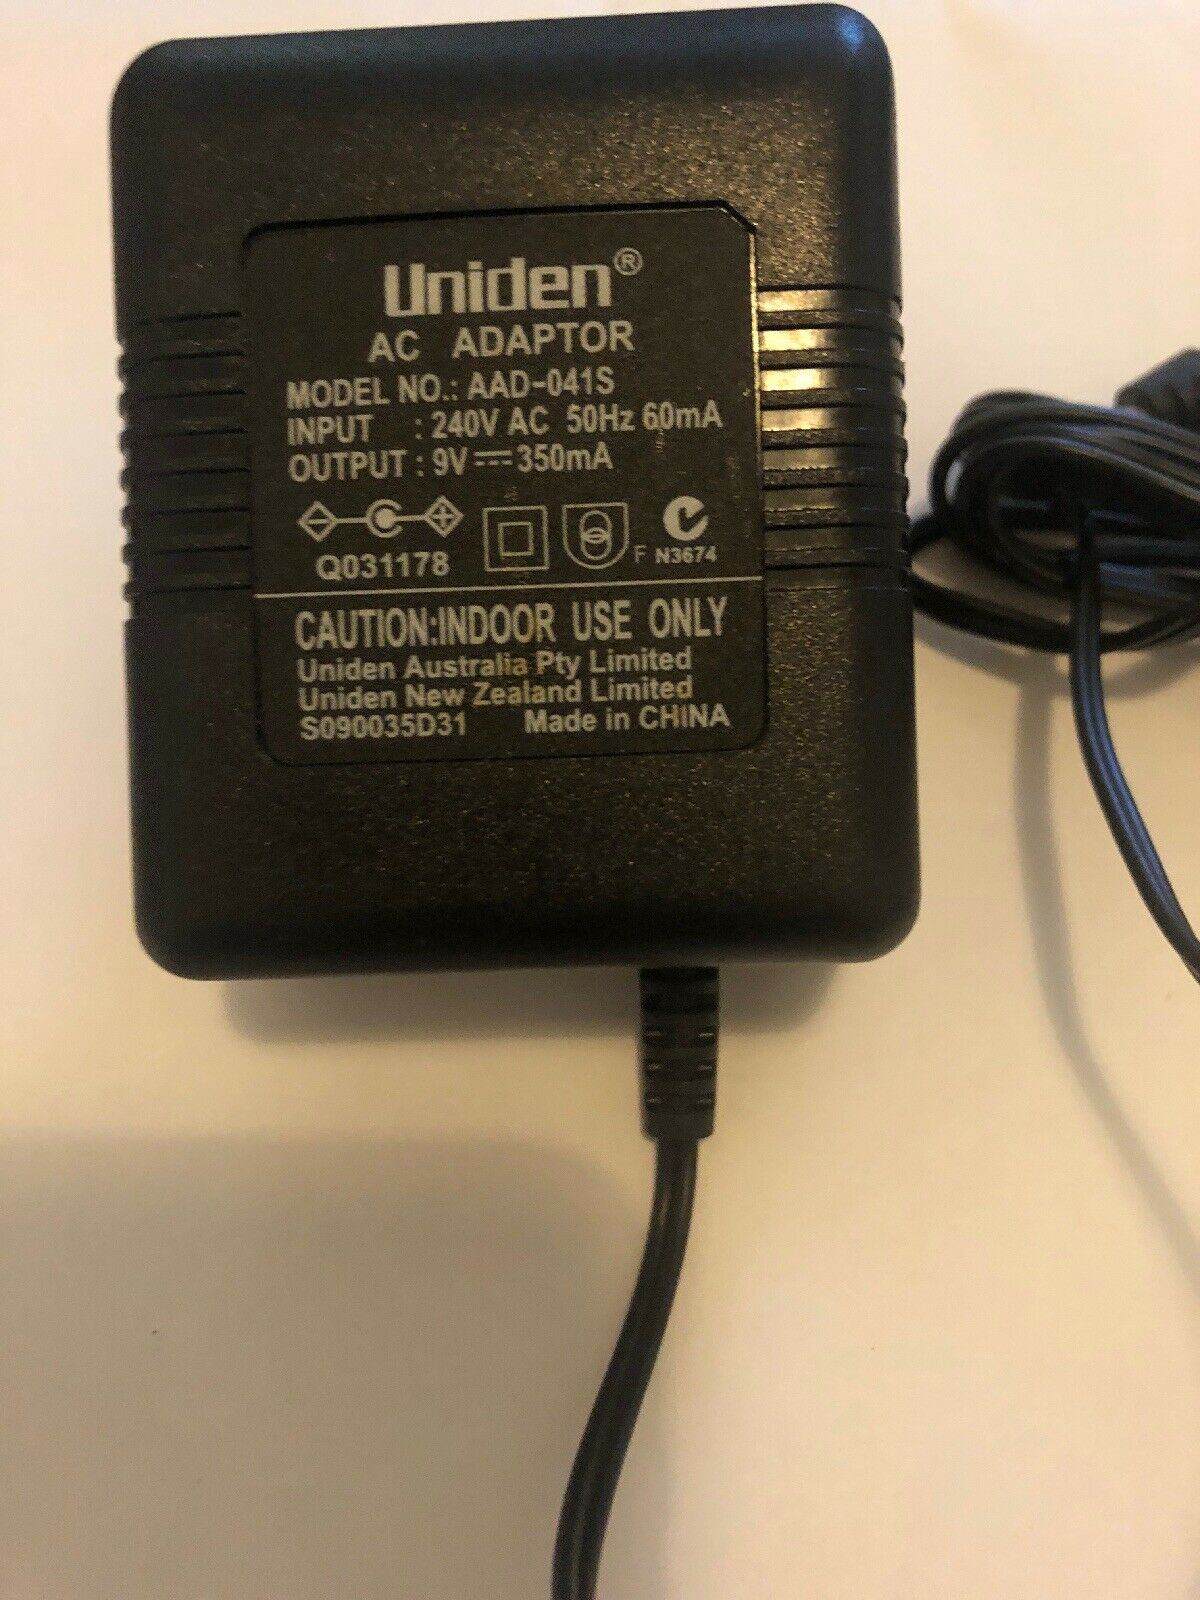 Uniden®
AC ADAPTOR
MODEL NO.: AAD-041S
INPUT : 240V AC 50Hz 60mA
OUTPUT : 9V ⎓ 350mA
Q031178
F N3674
CAUTION:INDOOR USE ONLY
Uniden Australia Pty Limited
Uniden New Zealand Limited
S090035D31 Made in CHINA